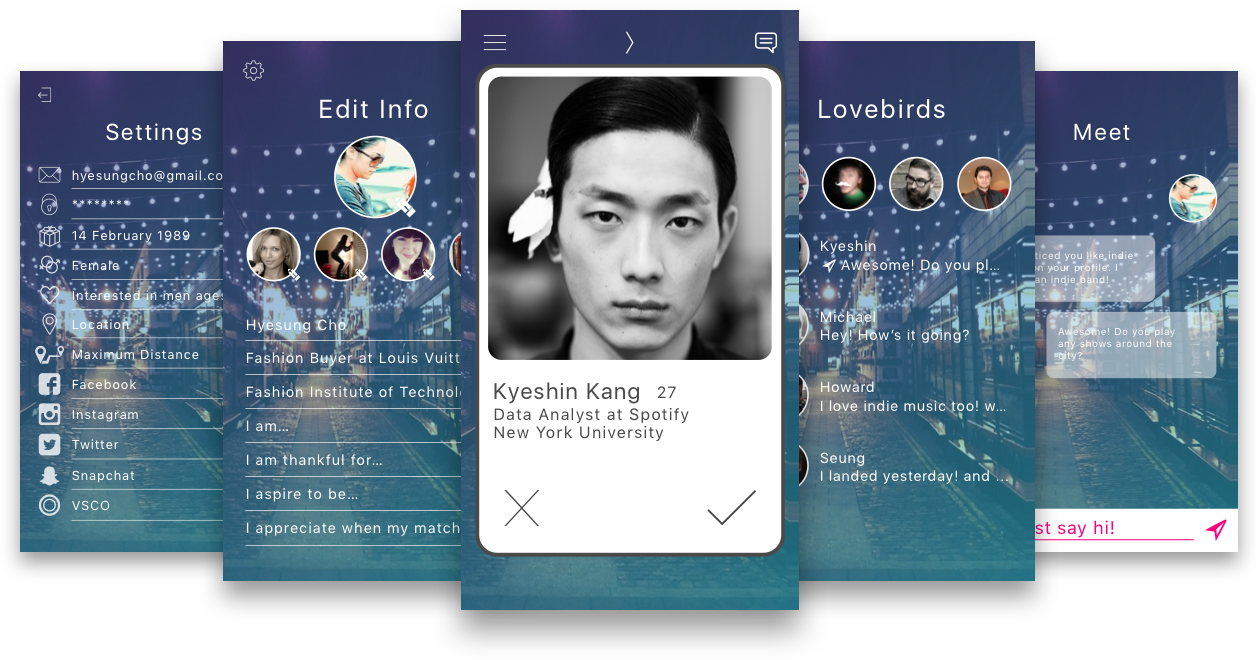 Settings
hyesungcho@gmail.co
********
14 February 1989
Female
Interested in men age
Location
Maximum Distance
Facebook
Instagram
Twitter
Snapchat
VSCO
Edit Info
Hyesung Cho
Fashion Buyer at Louis Vuitt
Fashion Institute of Technol
I am...
I am thankful for...
I aspire to be...
I appreciate when my match
Kyeshin Kang 27
Data Analyst at Spotify
New York University
Lovebirds
Kyeshin
Awesome! Do you pl...
Michael
Hey! How's it going?
Howard
I love indie music too! w...
Seung
I landed yesterday! and ...
Meet
ticed you like indie
n your profile. I
an indie band!
Awesome! Do you play
any shows around the
city?
st say hi!